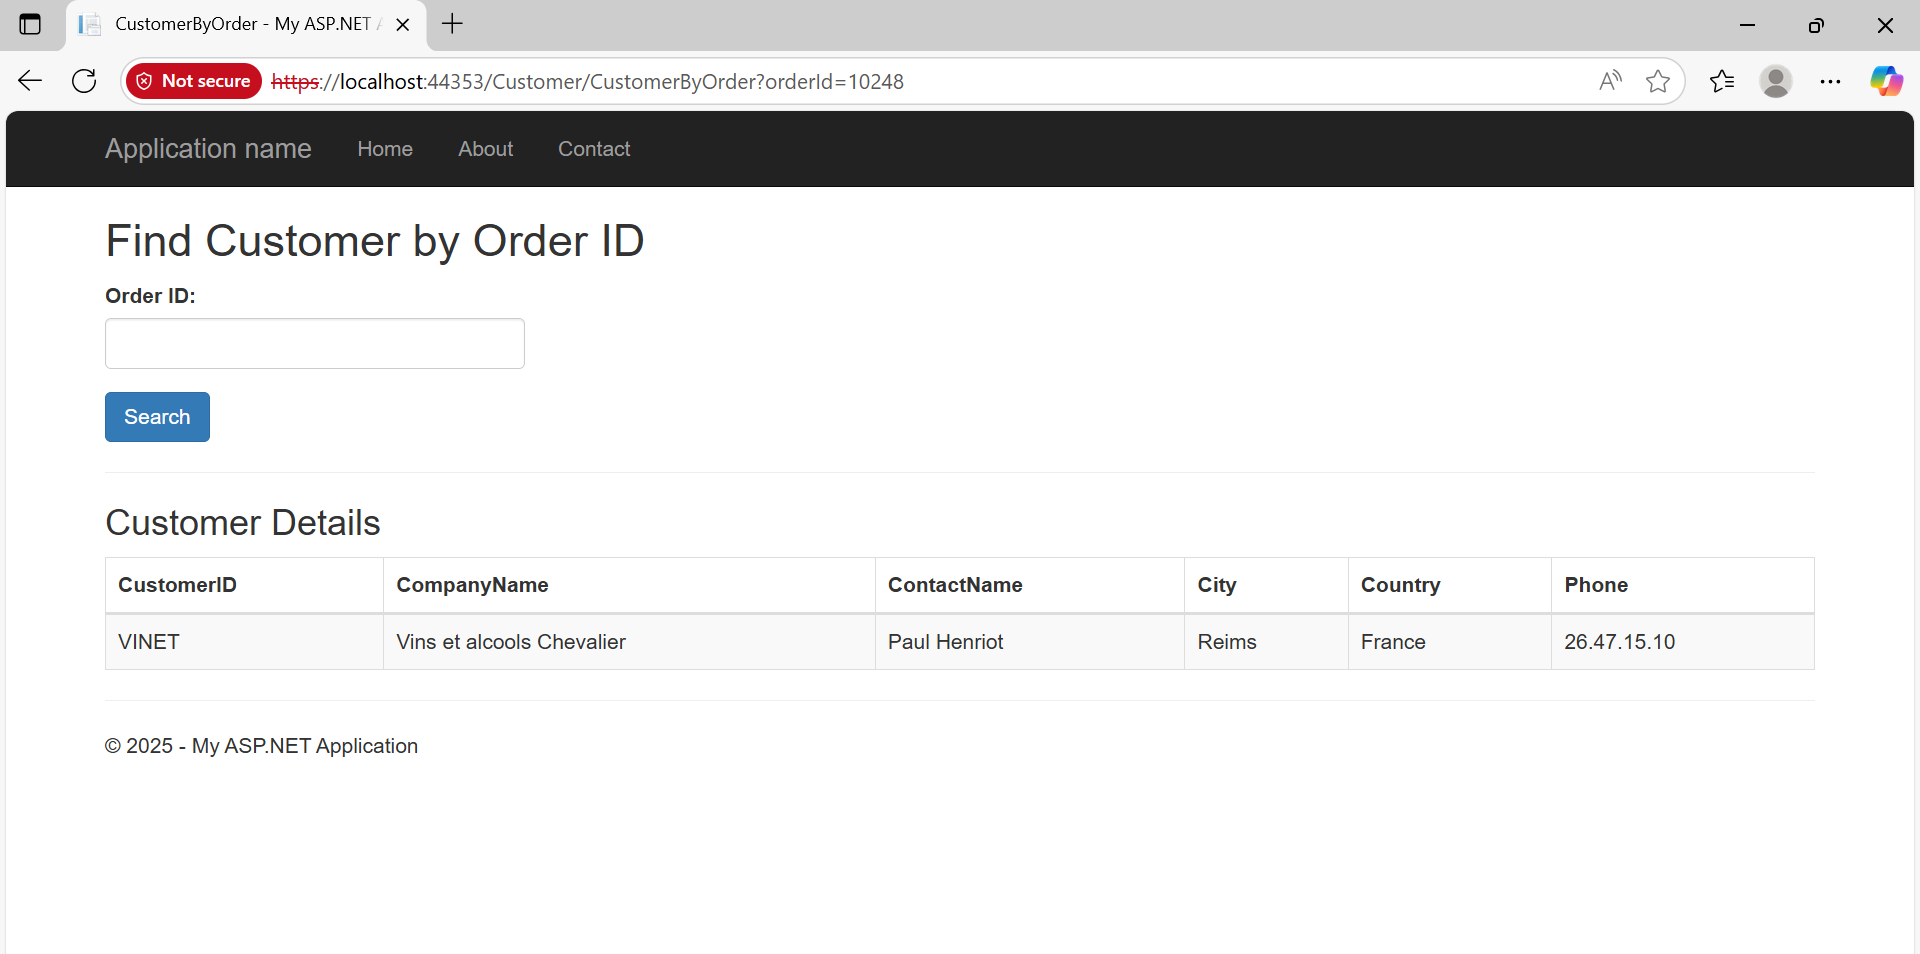 CustomerByOrder - My ASP.NET
Not secure https://localhost:44353/Customer/CustomerByOrder?orderId=10248
Application name Home About Contact
Find Customer by Order ID
Order ID:
Search
Customer Details
CustomerID CompanyName ContactName City Country Phone
VINET Vins et alcools Chevalier Paul Henriot Reims France 26.47.15.10
© 2025 - My ASP.NET Application